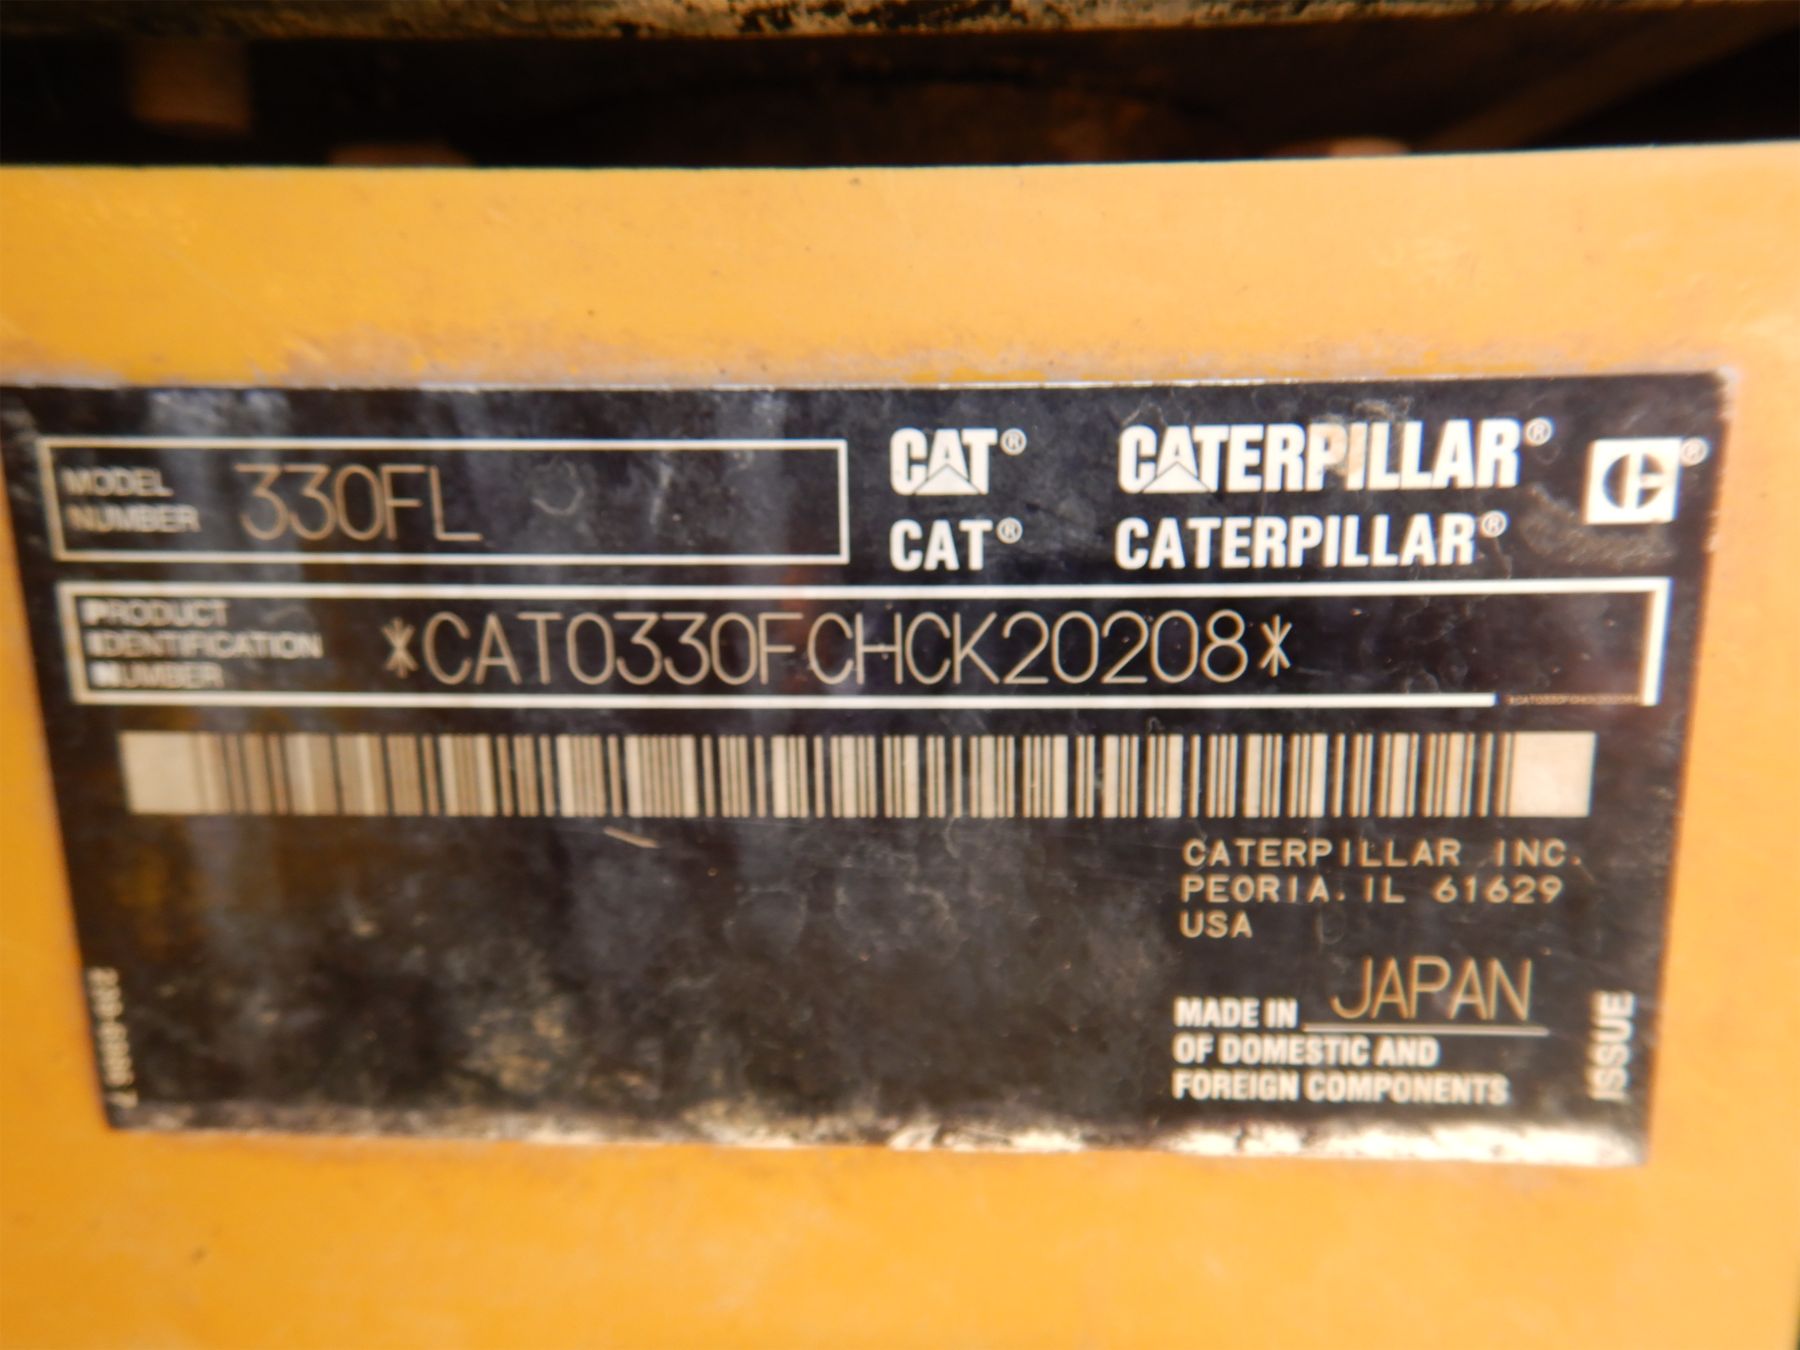 MODEL NUMBER 330FL
CAT® CATERPILLAR®
CAT® CATERPILLAR®
PRODUCT IDENTIFICATION NUMBER *CAT0330FCHCK20208*
CATERPILLAR INC.
PEORIA. IL 61629
USA
MADE IN JAPAN
OF DOMESTIC AND
FOREIGN COMPONENTS
ISSUE